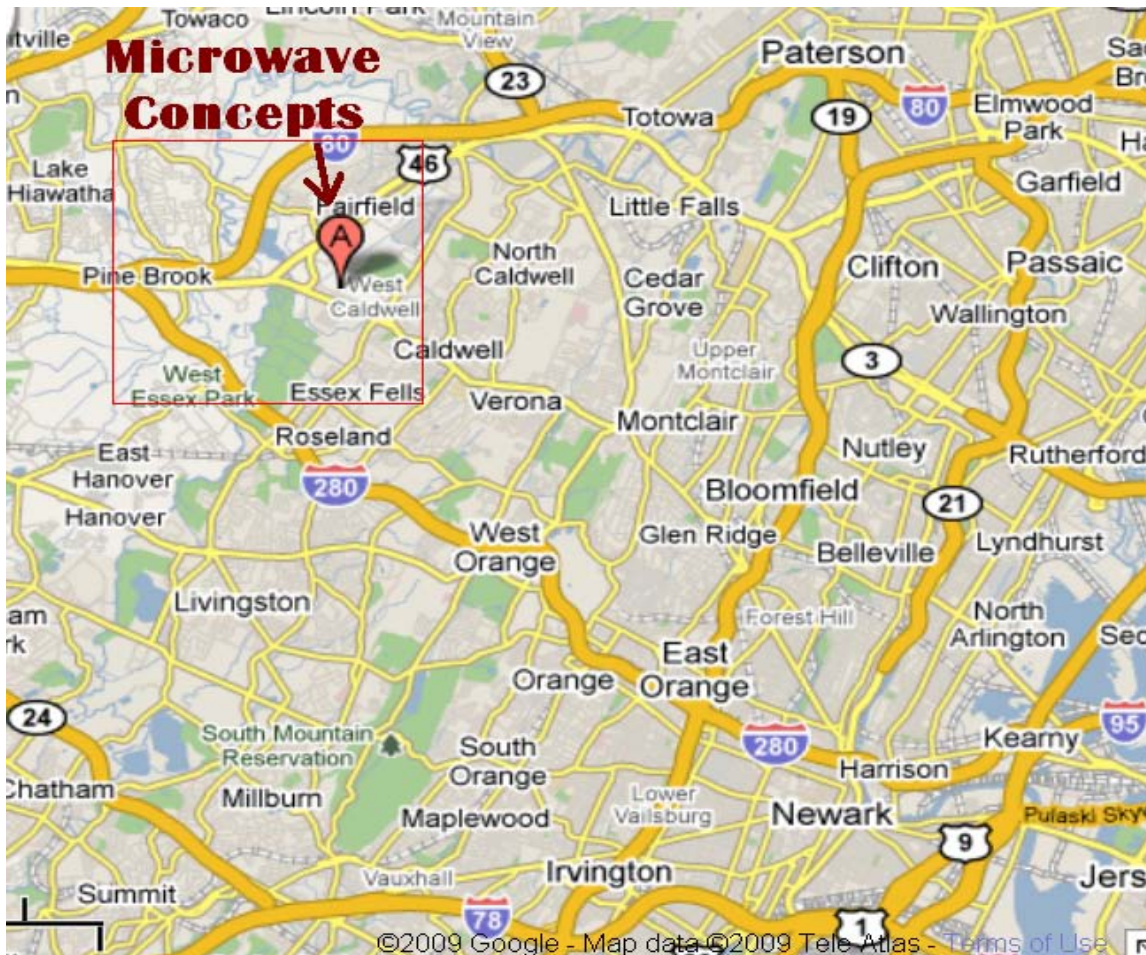 Towaco
Mountain
View
Microwave
Concepts
Paterson
23
19
80
Elmwood
Park
Totowa
80
46
Lake
Hiawatha
Garfield
Fairfield
Little Falls
A
North
Caldwell
Pine Brook
West
Caldwell
Cedar
Grove
Clifton
Passaic
Wallington
Caldwell
Upper
Montclair
3
West
Essex Park
Essex Fells
Verona
Montclair
Roseland
Nutley
Rutherford
East
Hanover
280
Bloomfield
21
Hanover
West
Orange
Glen Ridge
Belleville
Lyndhurst
Livingston
Forest Hill
North
Arlington
East
Orange
Orange
24
South Mountain
Reservation
South
Orange
280
95
Kearny
Harrison
Chatham
Millburn
Maplewood
Lower
Vailsburg
Newark
Pulaski Sky
9
Vauxhall
Irvington
Summit
Jers
78
1
©2009 Google - Map data ©2009 Tele Atlas - Terms of Use